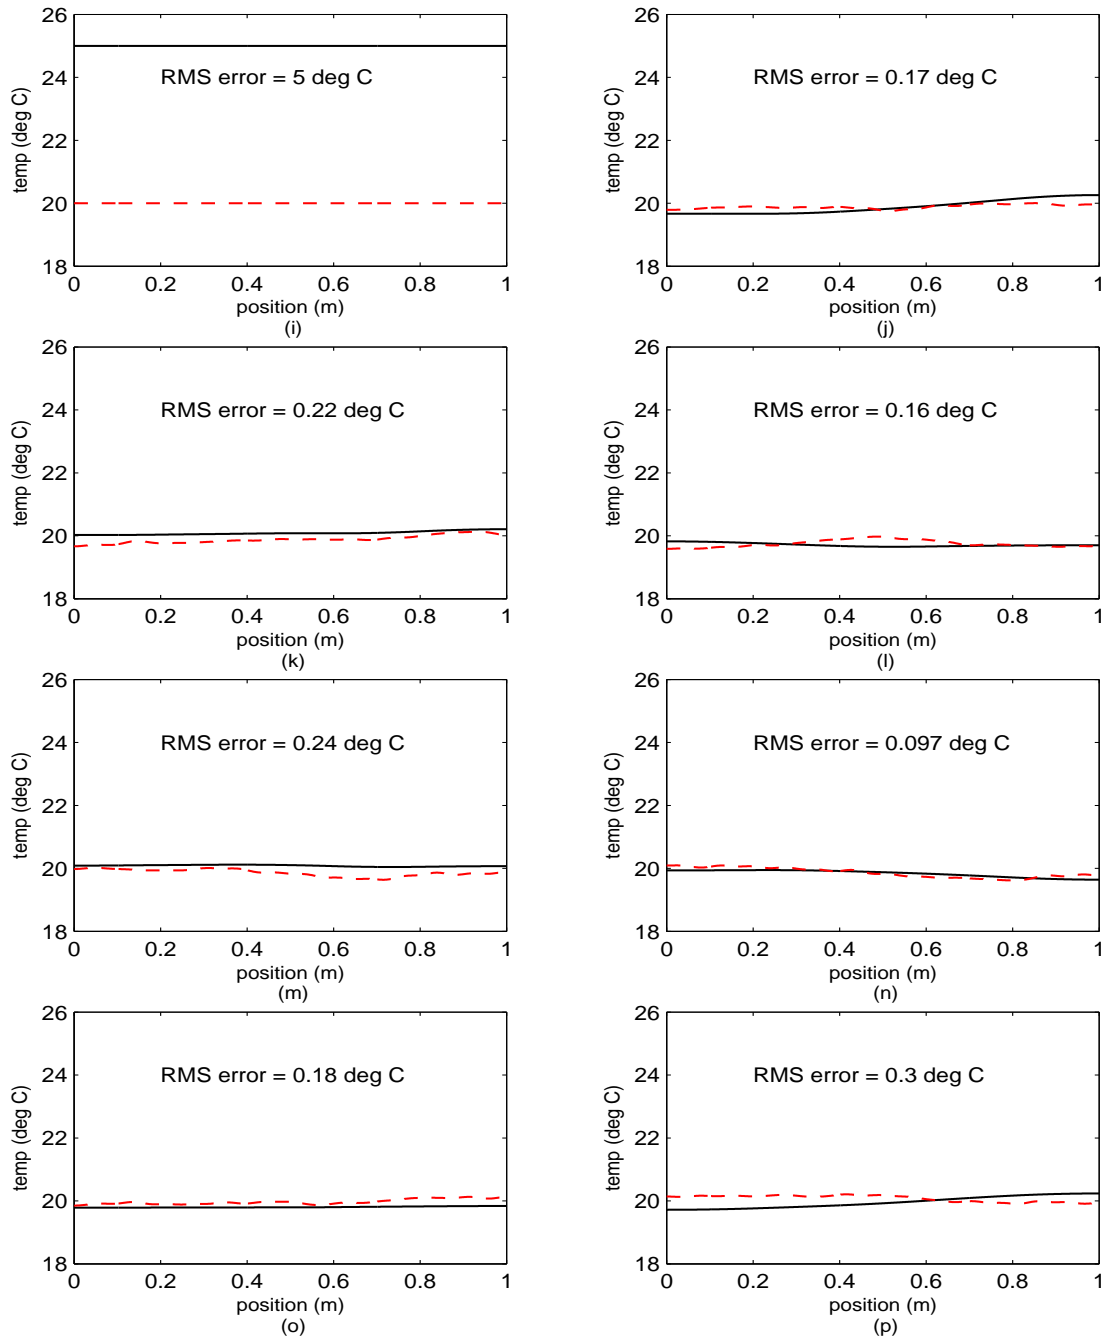 26
24
22
20
18
temp (deg C)
RMS error = 5 deg C
0 0.2 0.4 0.6 0.8 1
position (m)
(i)
26
24
22
20
18
temp (deg C)
RMS error = 0.17 deg C
0 0.2 0.4 0.6 0.8 1
position (m)
(j)
26
24
22
20
18
temp (deg C)
RMS error = 0.22 deg C
0 0.2 0.4 0.6 0.8 1
position (m)
(k)
26
24
22
20
18
temp (deg C)
RMS error = 0.16 deg C
0 0.2 0.4 0.6 0.8 1
position (m)
(l)
26
24
22
20
18
temp (deg C)
RMS error = 0.24 deg C
0 0.2 0.4 0.6 0.8 1
position (m)
(m)
26
24
22
20
18
temp (deg C)
RMS error = 0.097 deg C
0 0.2 0.4 0.6 0.8 1
position (m)
(n)
26
24
22
20
18
temp (deg C)
RMS error = 0.18 deg C
0 0.2 0.4 0.6 0.8 1
position (m)
(o)
26
24
22
20
18
temp (deg C)
RMS error = 0.3 deg C
0 0.2 0.4 0.6 0.8 1
position (m)
(p)